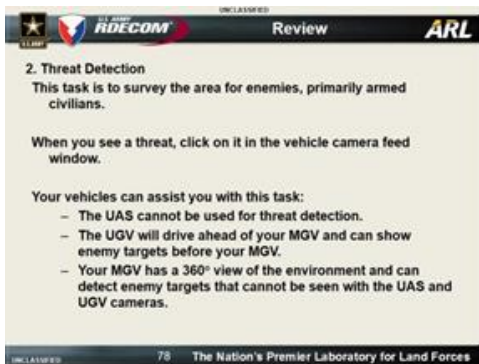 UNCLASSIFIED
U.S. ARMY
RDECOM
Review
ARL
U.S. ARMY
2. Threat Detection
This task is to survey the area for enemies, primarily armed
civilians.
When you see a threat, click on it in the vehicle camera feed
window.
Your vehicles can assist you with this task:
– The UAS cannot be used for threat detection.
– The UGV will drive ahead of your MGV and can show
enemy targets before your MGV.
– Your MGV has a 360° view of the environment and can
detect enemy targets that cannot be seen with the UAS and
UGV cameras.
UNCLASSIFIED
78
The Nation's Premier Laboratory for Land Forces